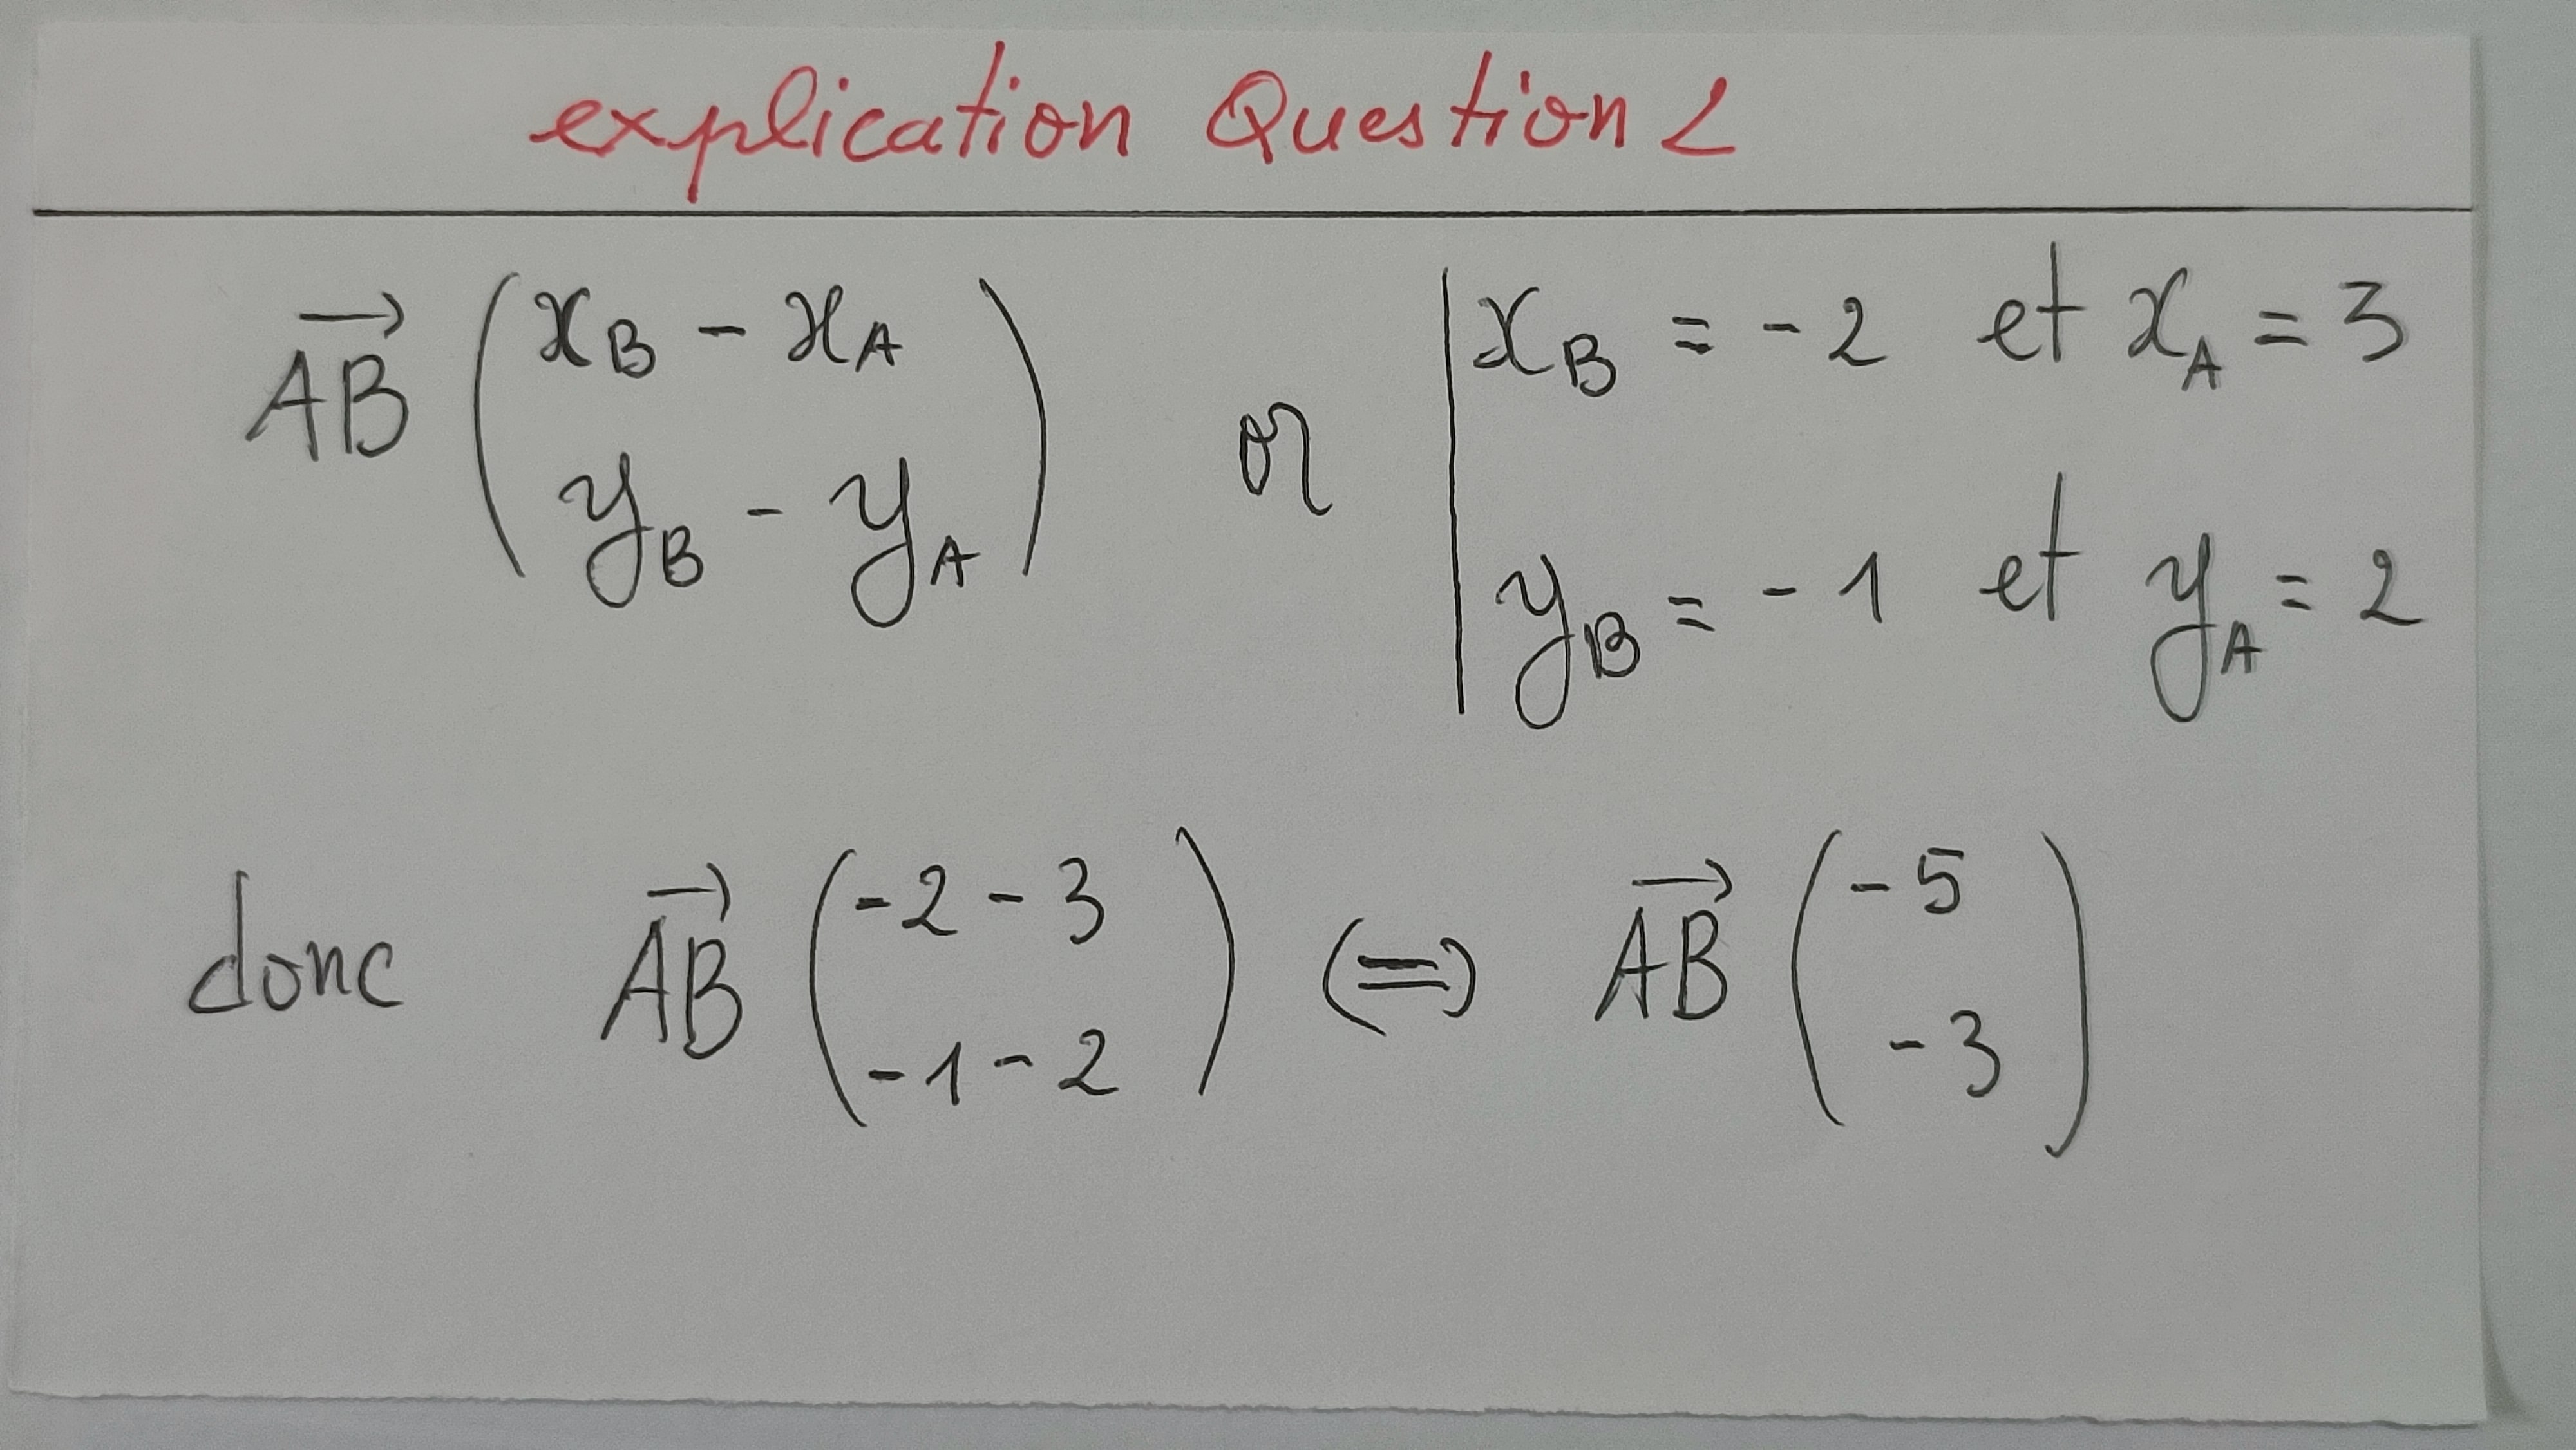 explication Question 2
$\overrightarrow{AB} \begin{pmatrix} x_B - x_A \\ y_B - y_A \end{pmatrix}$ or $\left| \begin{matrix} x_B = -2 \text{ et } x_A = 3 \\ y_B = -1 \text{ et } y_A = 2 \end{matrix} \right.$
donc $\overrightarrow{AB} \begin{pmatrix} -2-3 \\ -1-2 \end{pmatrix} \Leftrightarrow \overrightarrow{AB} \begin{pmatrix} -5 \\ -3 \end{pmatrix}$